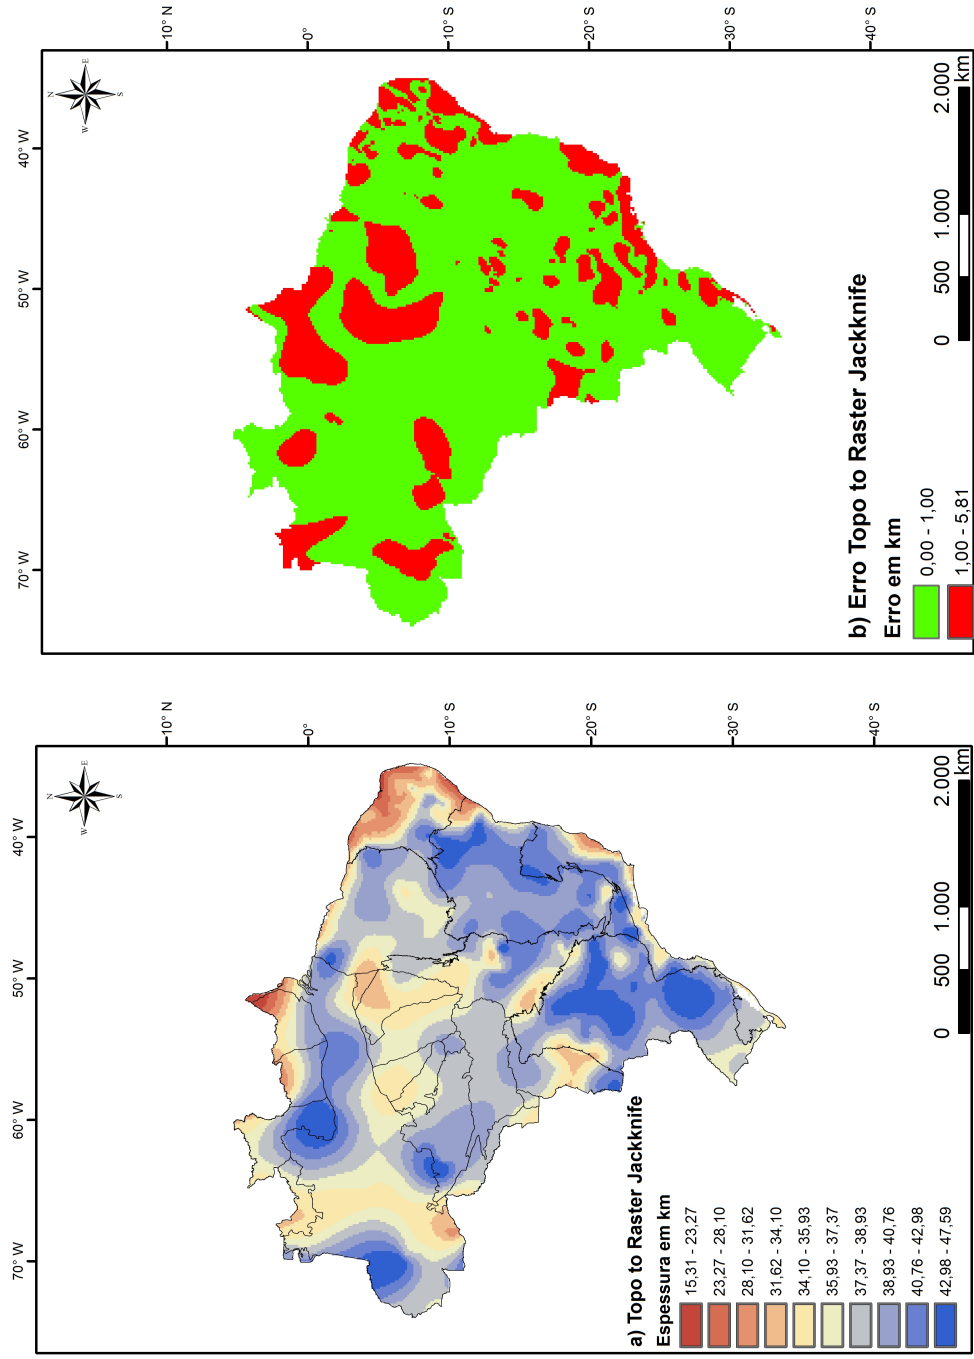 70° W
60° W
50° W
40° W
10° N
0°
10° S
20° S
30° S
40° S
N
E
S
W
a) Topo to Raster Jackknife
Espessura em km
15,31 - 23,27
23,27 - 28,10
28,10 - 31,62
31,62 - 34,10
34,10 - 35,93
35,93 - 37,37
37,37 - 38,93
38,93 - 40,76
40,76 - 42,98
42,98 - 47,59
0 500 1.000 2.000
km
70° W
60° W
50° W
40° W
10° N
0°
10° S
20° S
30° S
40° S
N
E
S
W
b) Erro Topo to Raster Jackknife
Erro em km
0,00 - 1,00
1,00 - 5,81
0 500 1.000 2.000
km